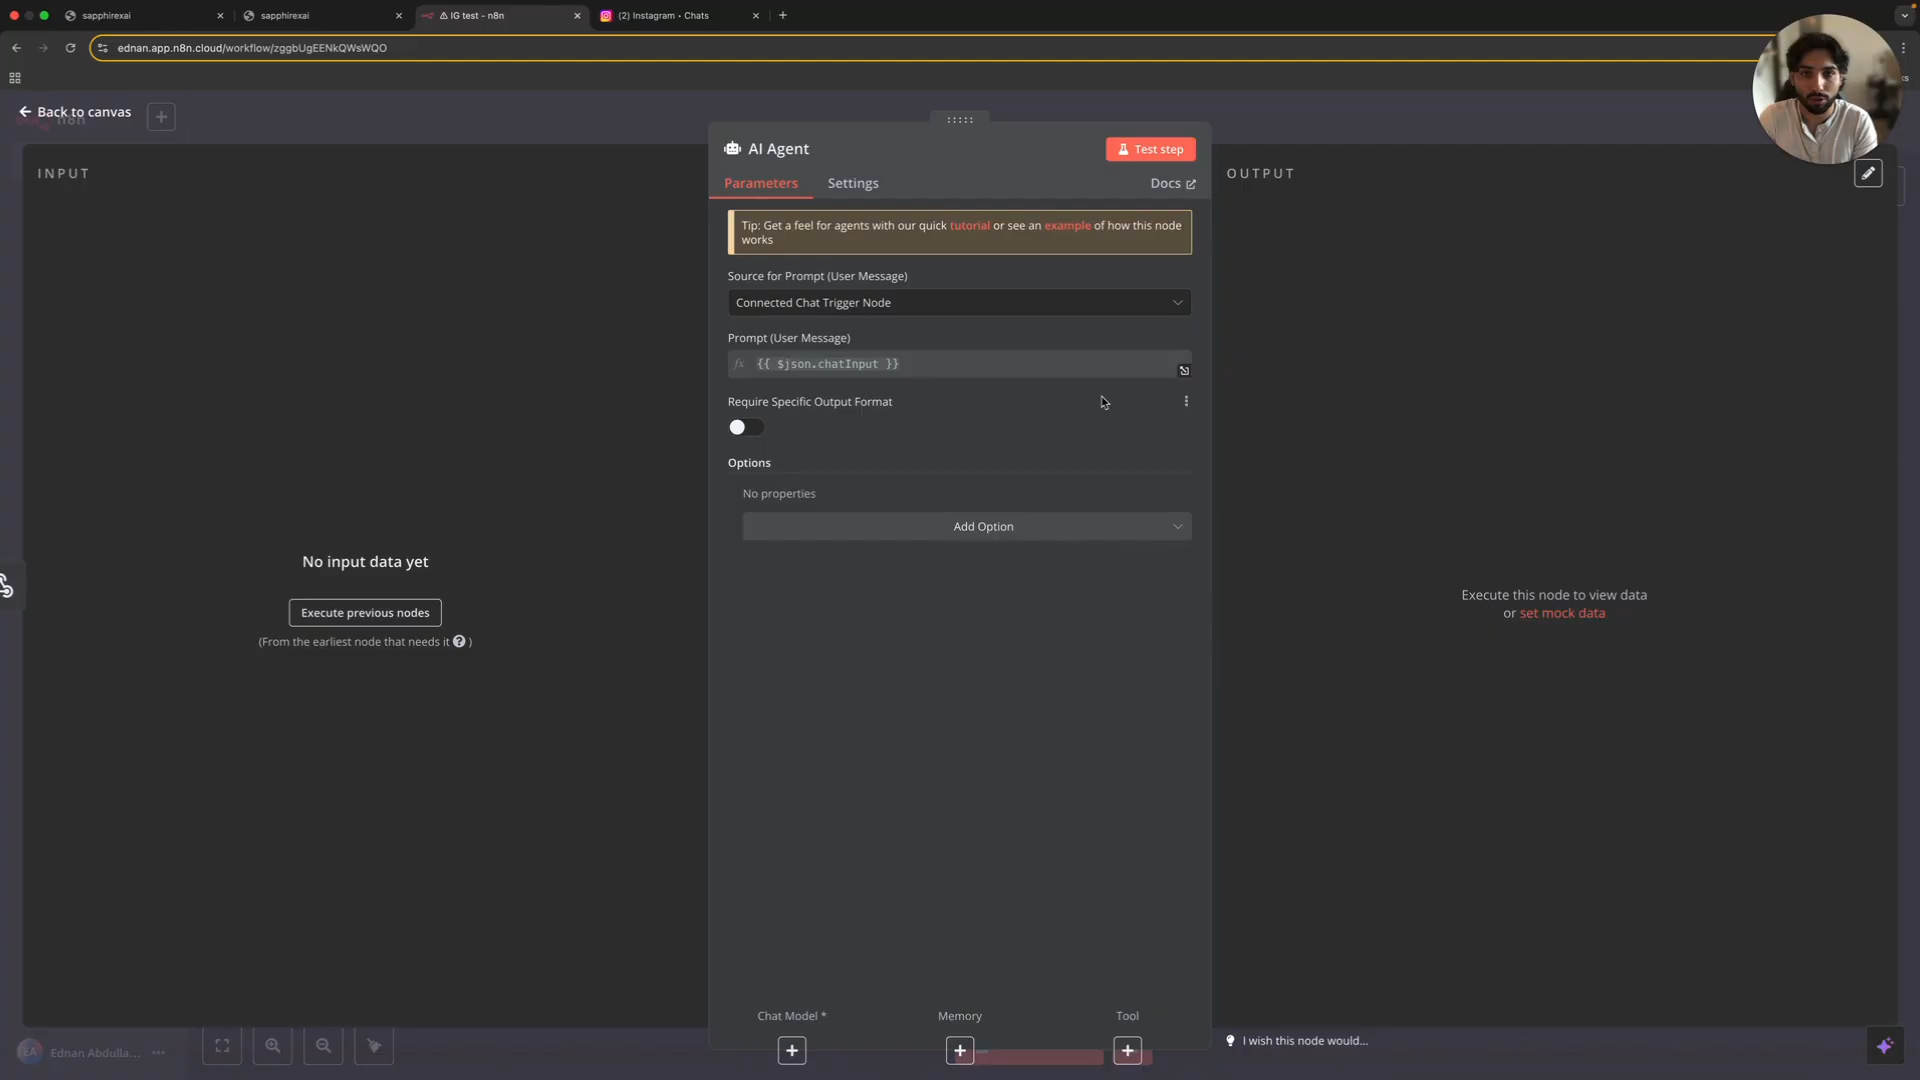 sapphirexai
sapphirexai
⚠ IG test - n8n
(2) Instagram • Chats
ednan.app.n8n.cloud/workflow/zggbUgEENkQWsWQO
Back to canvas
n8n
INPUT
AI Agent
Test step
OUTPUT
Parameters
Settings
Docs
Tip: Get a feel for agents with our quick tutorial or see an example of how this node
works
Source for Prompt (User Message)
Connected Chat Trigger Node
Prompt (User Message)
fx {{ $json.chatInput }}
Require Specific Output Format
Options
No properties
Add Option
No input data yet
Execute previous nodes
(From the earliest node that needs it ? )
Execute this node to view data
or set mock data
Chat Model *
Memory
Tool
EA
Ednan Abdulla...
I wish this node would...